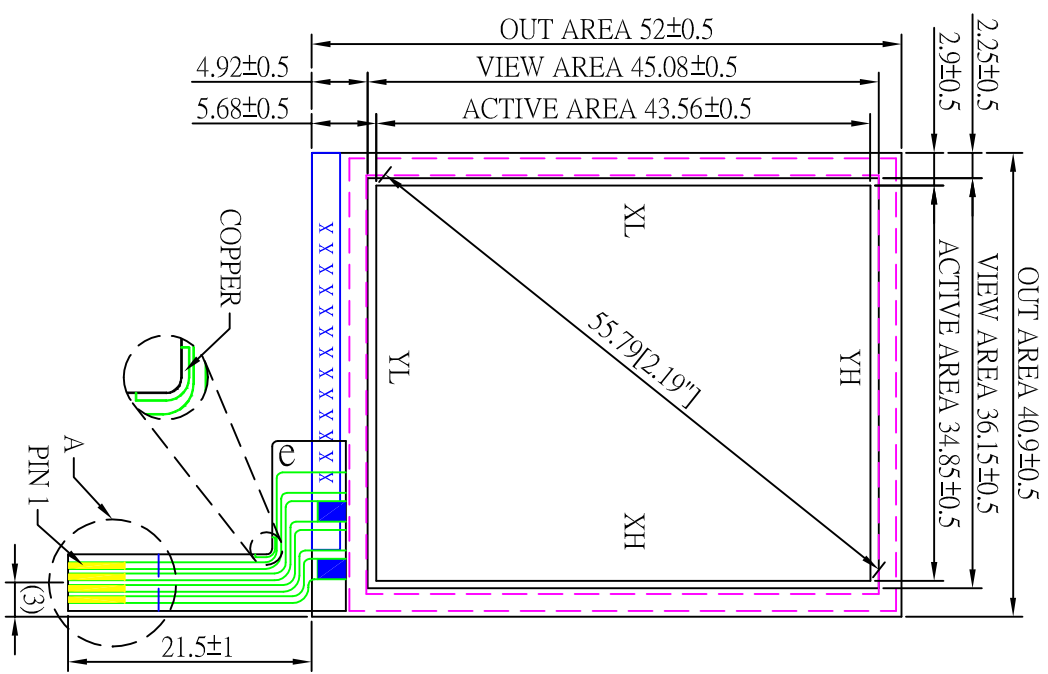 OUT AREA 52±0.5
4.92±0.5
VIEW AREA 45.08±0.5
5.68±0.5
ACTIVE AREA 43.56±0.5
2.25±0.5
2.9±0.5
OUT AREA 40.9±0.5
VIEW AREA 36.15±0.5
ACTIVE AREA 34.85±0.5
XL
YL
YH
XH
55.79[2.19"]
X X X X X X X X X X X X X
COPPER
e
A
PIN 1
(3)
21.5±1